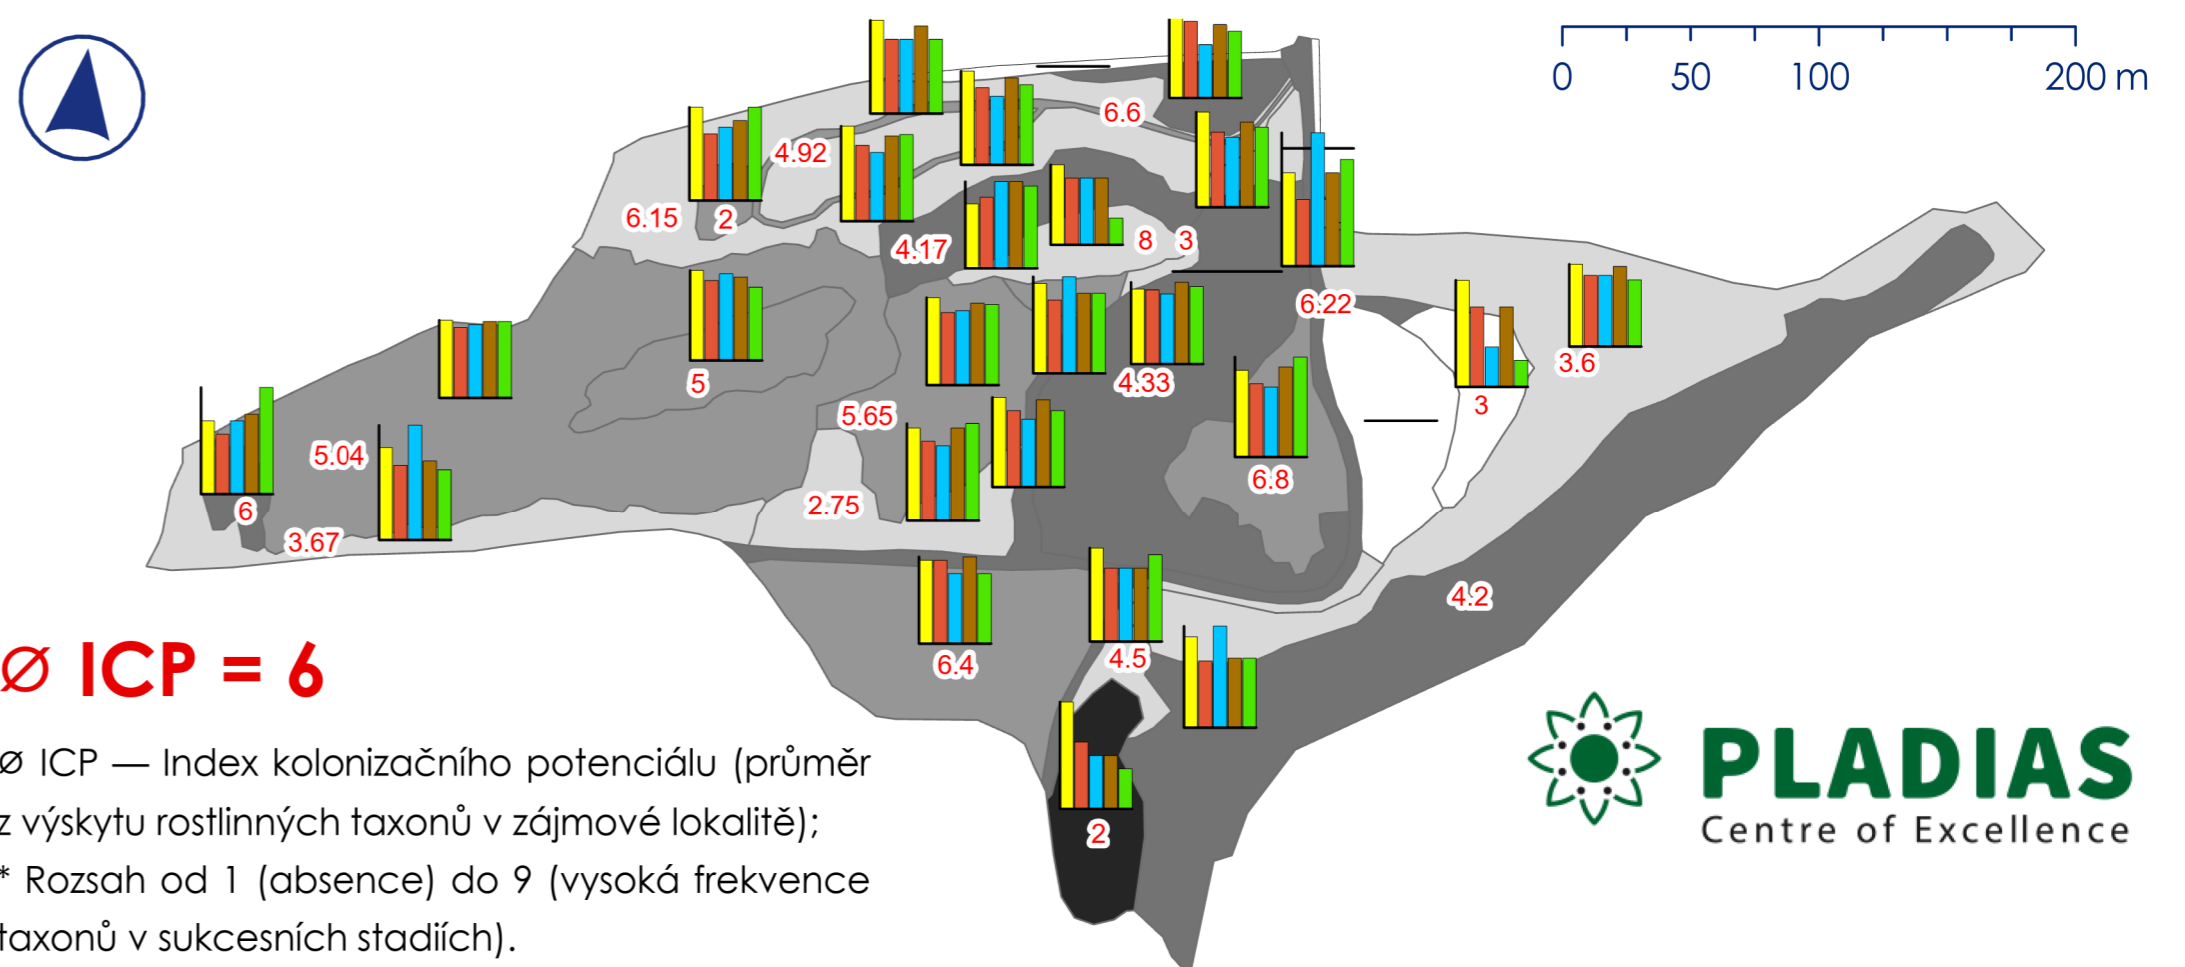 0 50 100 200 m
6.6
4.92
6.15 2
4.17 8 3
6.22
3.6
5 4.33 3
5.65
5.04 6.8
2.75
6
3.67
4.2
6.4 4.5
2
Ø ICP = 6
Ø ICP — Index kolonizačního potenciálu (průměr
z výskytu rostlinných taxonů v zájmové lokalitě);
* Rozsah od 1 (absence) do 9 (vysoká frekvence
taxonů v sukcesních stadiích).
PLADIAS
Centre of Excellence